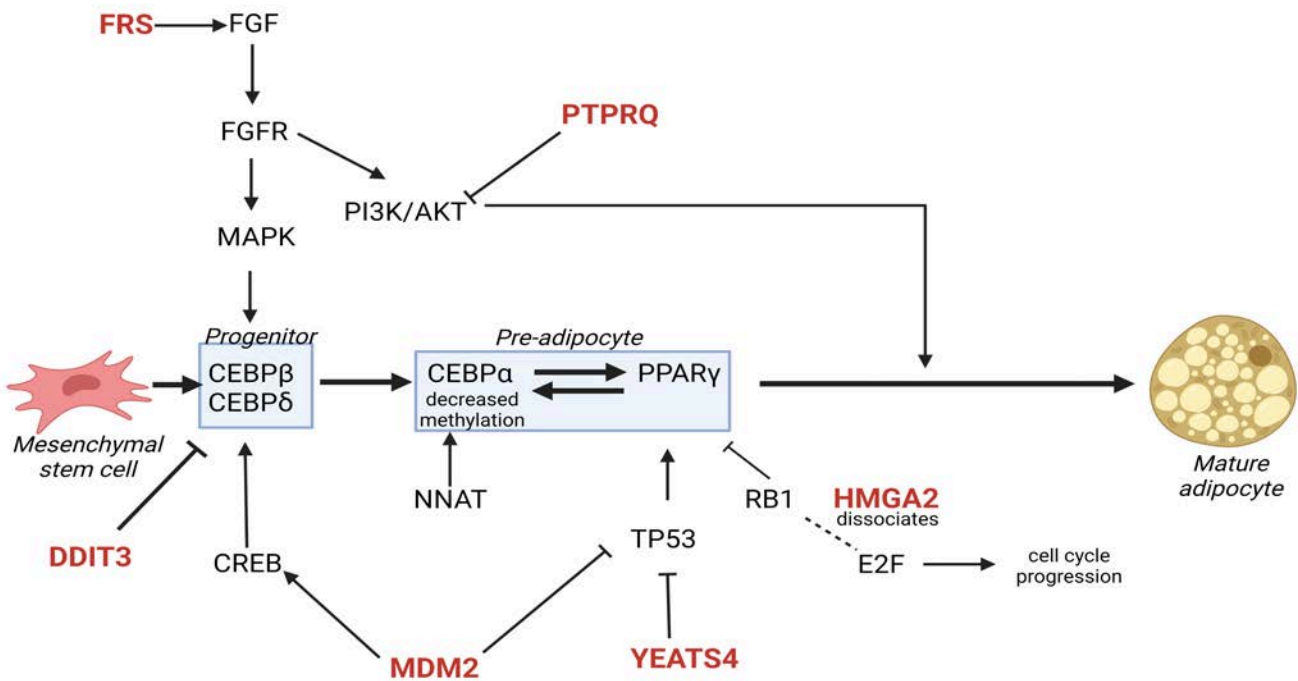 FRS
FGF
FGFR
PTPRQ
PI3K/AKT
MAPK
Progenitor
Pre-adipocyte
CEBPβ
CEBPδ
CEBPα
decreased
methylation
PPARγ
Mesenchymal
stem cell
Mature
adipocyte
NNAT
RB1
HMGA2
dissociates
DDIT3
CREB
TP53
E2F
cell cycle
progression
MDM2
YEATS4